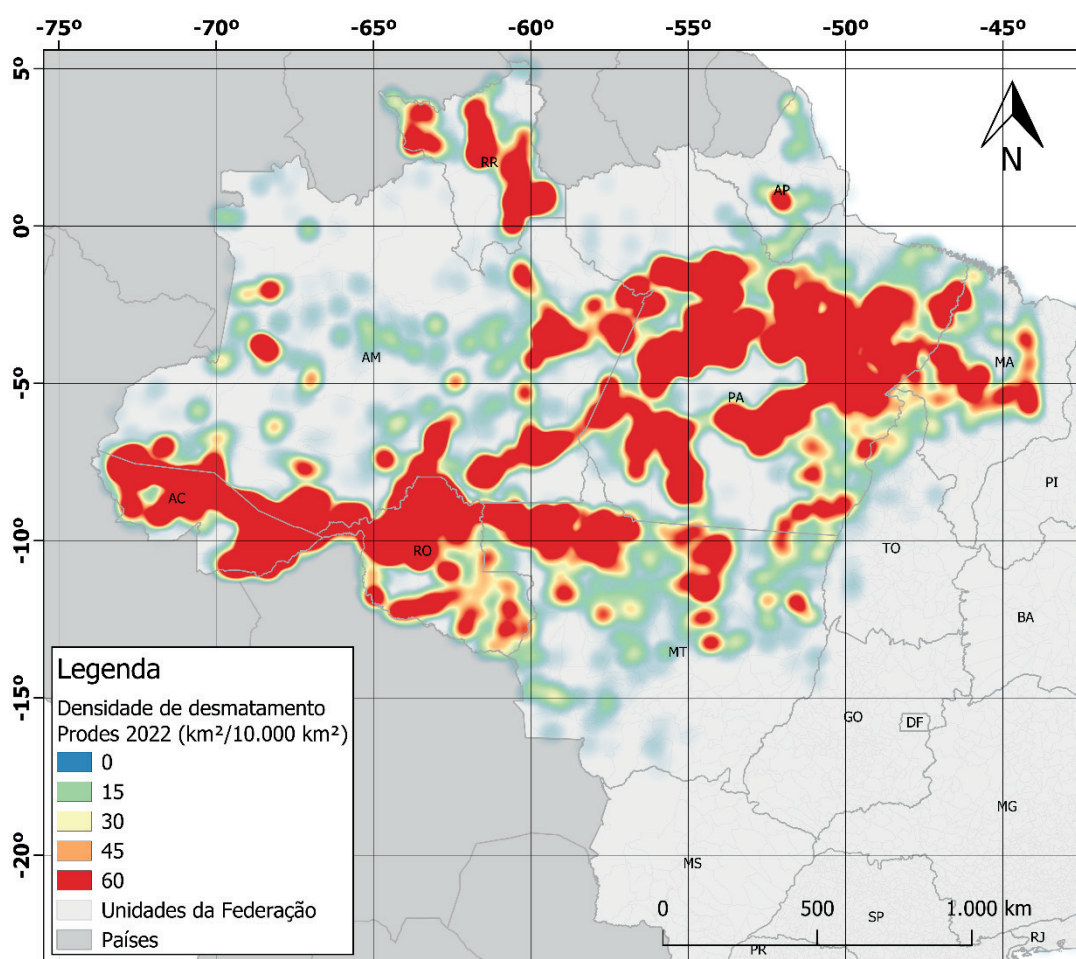 -75º -70º -65º -60º -55º -50º -45º
5º
0º
-5º
-10º
-15º
-20º
N
RR
AP
AM
PA
MA
AC
RO
PI
TO
BA
MT
GO
DF
MG
MS
SP
PR
RJ
Legenda
Densidade de desmatamento
Prodes 2022 (km²/10.000 km²)
0
15
30
45
60
Unidades da Federação
Países
0 500 1.000 km